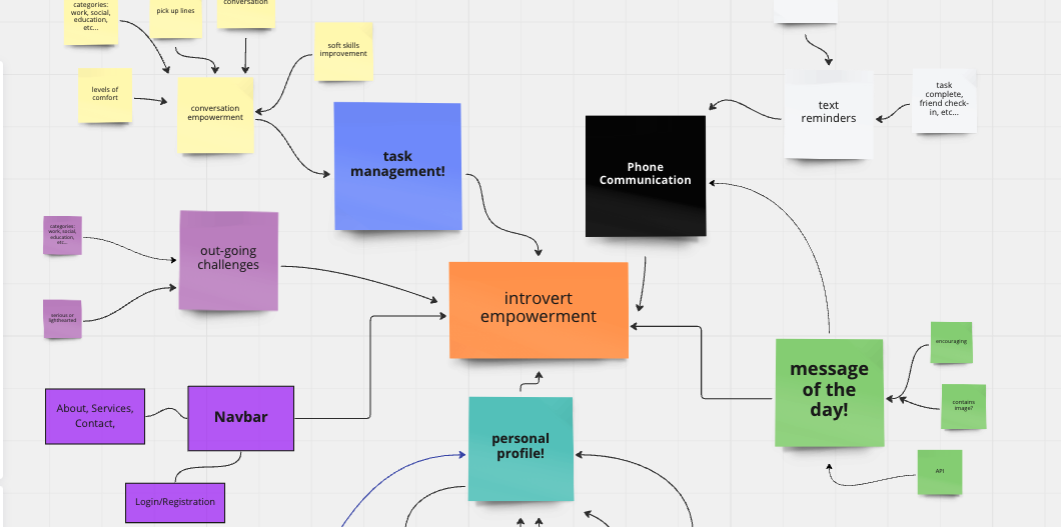 categories:
work, social,
education,
etc...
pick up lines
conversation
soft skills
improvement
levels of
comfort
conversation
empowerment
task
management!
Phone
Communication
text
reminders
task
complete,
friend check-
in, etc...
categories:
work, social,
education,
etc...
out-going
challenges
serious or
lighthearted
introvert
empowerment
About, Services,
Contact,
Navbar
Login/Registration
personal
profile!
message
of the
day!
encouraging
contains
image?
API